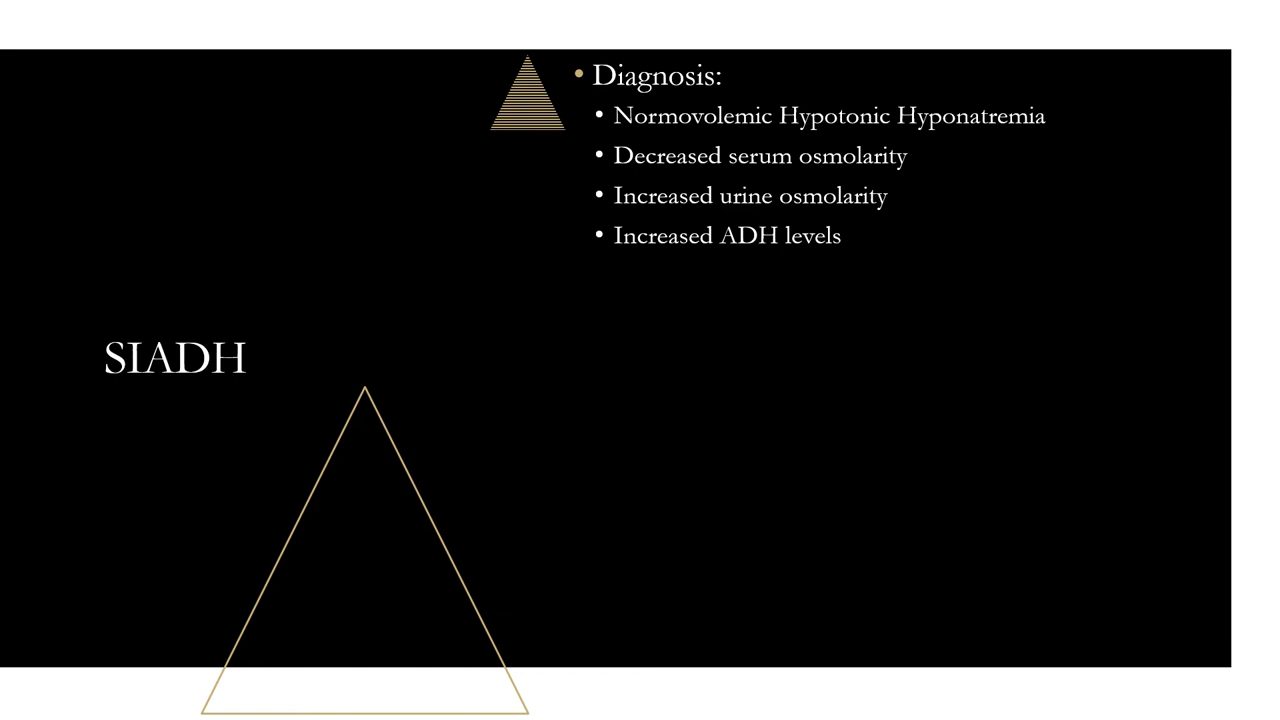 SIADH
• Diagnosis:
• Normovolemic Hypotonic Hyponatremia
• Decreased serum osmolarity
• Increased urine osmolarity
• Increased ADH levels